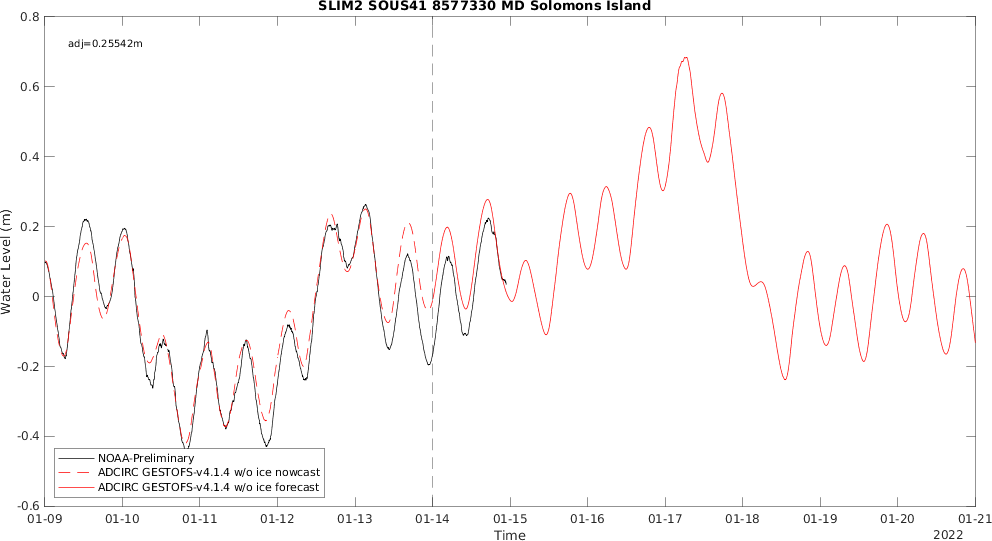 SLIM2 SOUS41 8577330 MD Solomons Island
adj=0.25542m
Water Level (m)
0.8
0.6
0.4
0.2
0
-0.2
-0.4
-0.6
NOAA-Preliminary
ADCIRC GESTOFS-v4.1.4 w/o ice nowcast
ADCIRC GESTOFS-v4.1.4 w/o ice forecast
01-09 01-10 01-11 01-12 01-13 01-14 01-15 01-16 01-17 01-18 01-19 01-20 01-21
Time
2022